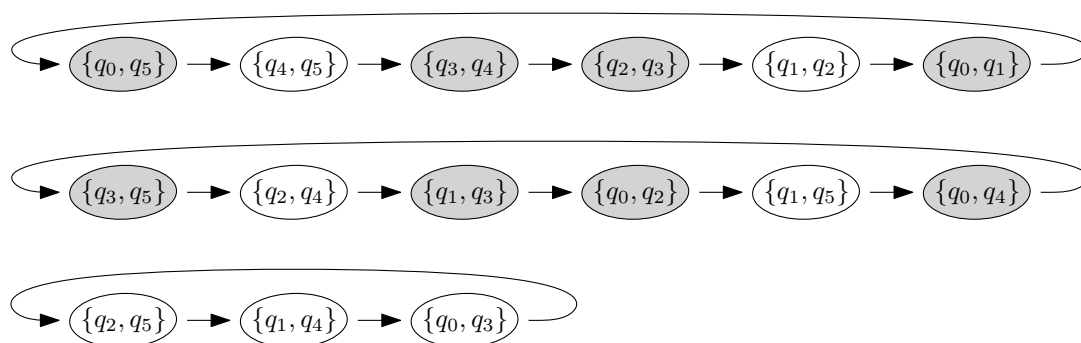 {q₀, q₅} {q₄, q₅} {q₃, q₄} {q₂, q₃} {q₁, q₂} {q₀, q₁}
{q₃, q₅} {q₂, q₄} {q₁, q₃} {q₀, q₂} {q₁, q₅} {q₀, q₄}
{q₂, q₅} {q₁, q₄} {q₀, q₃}